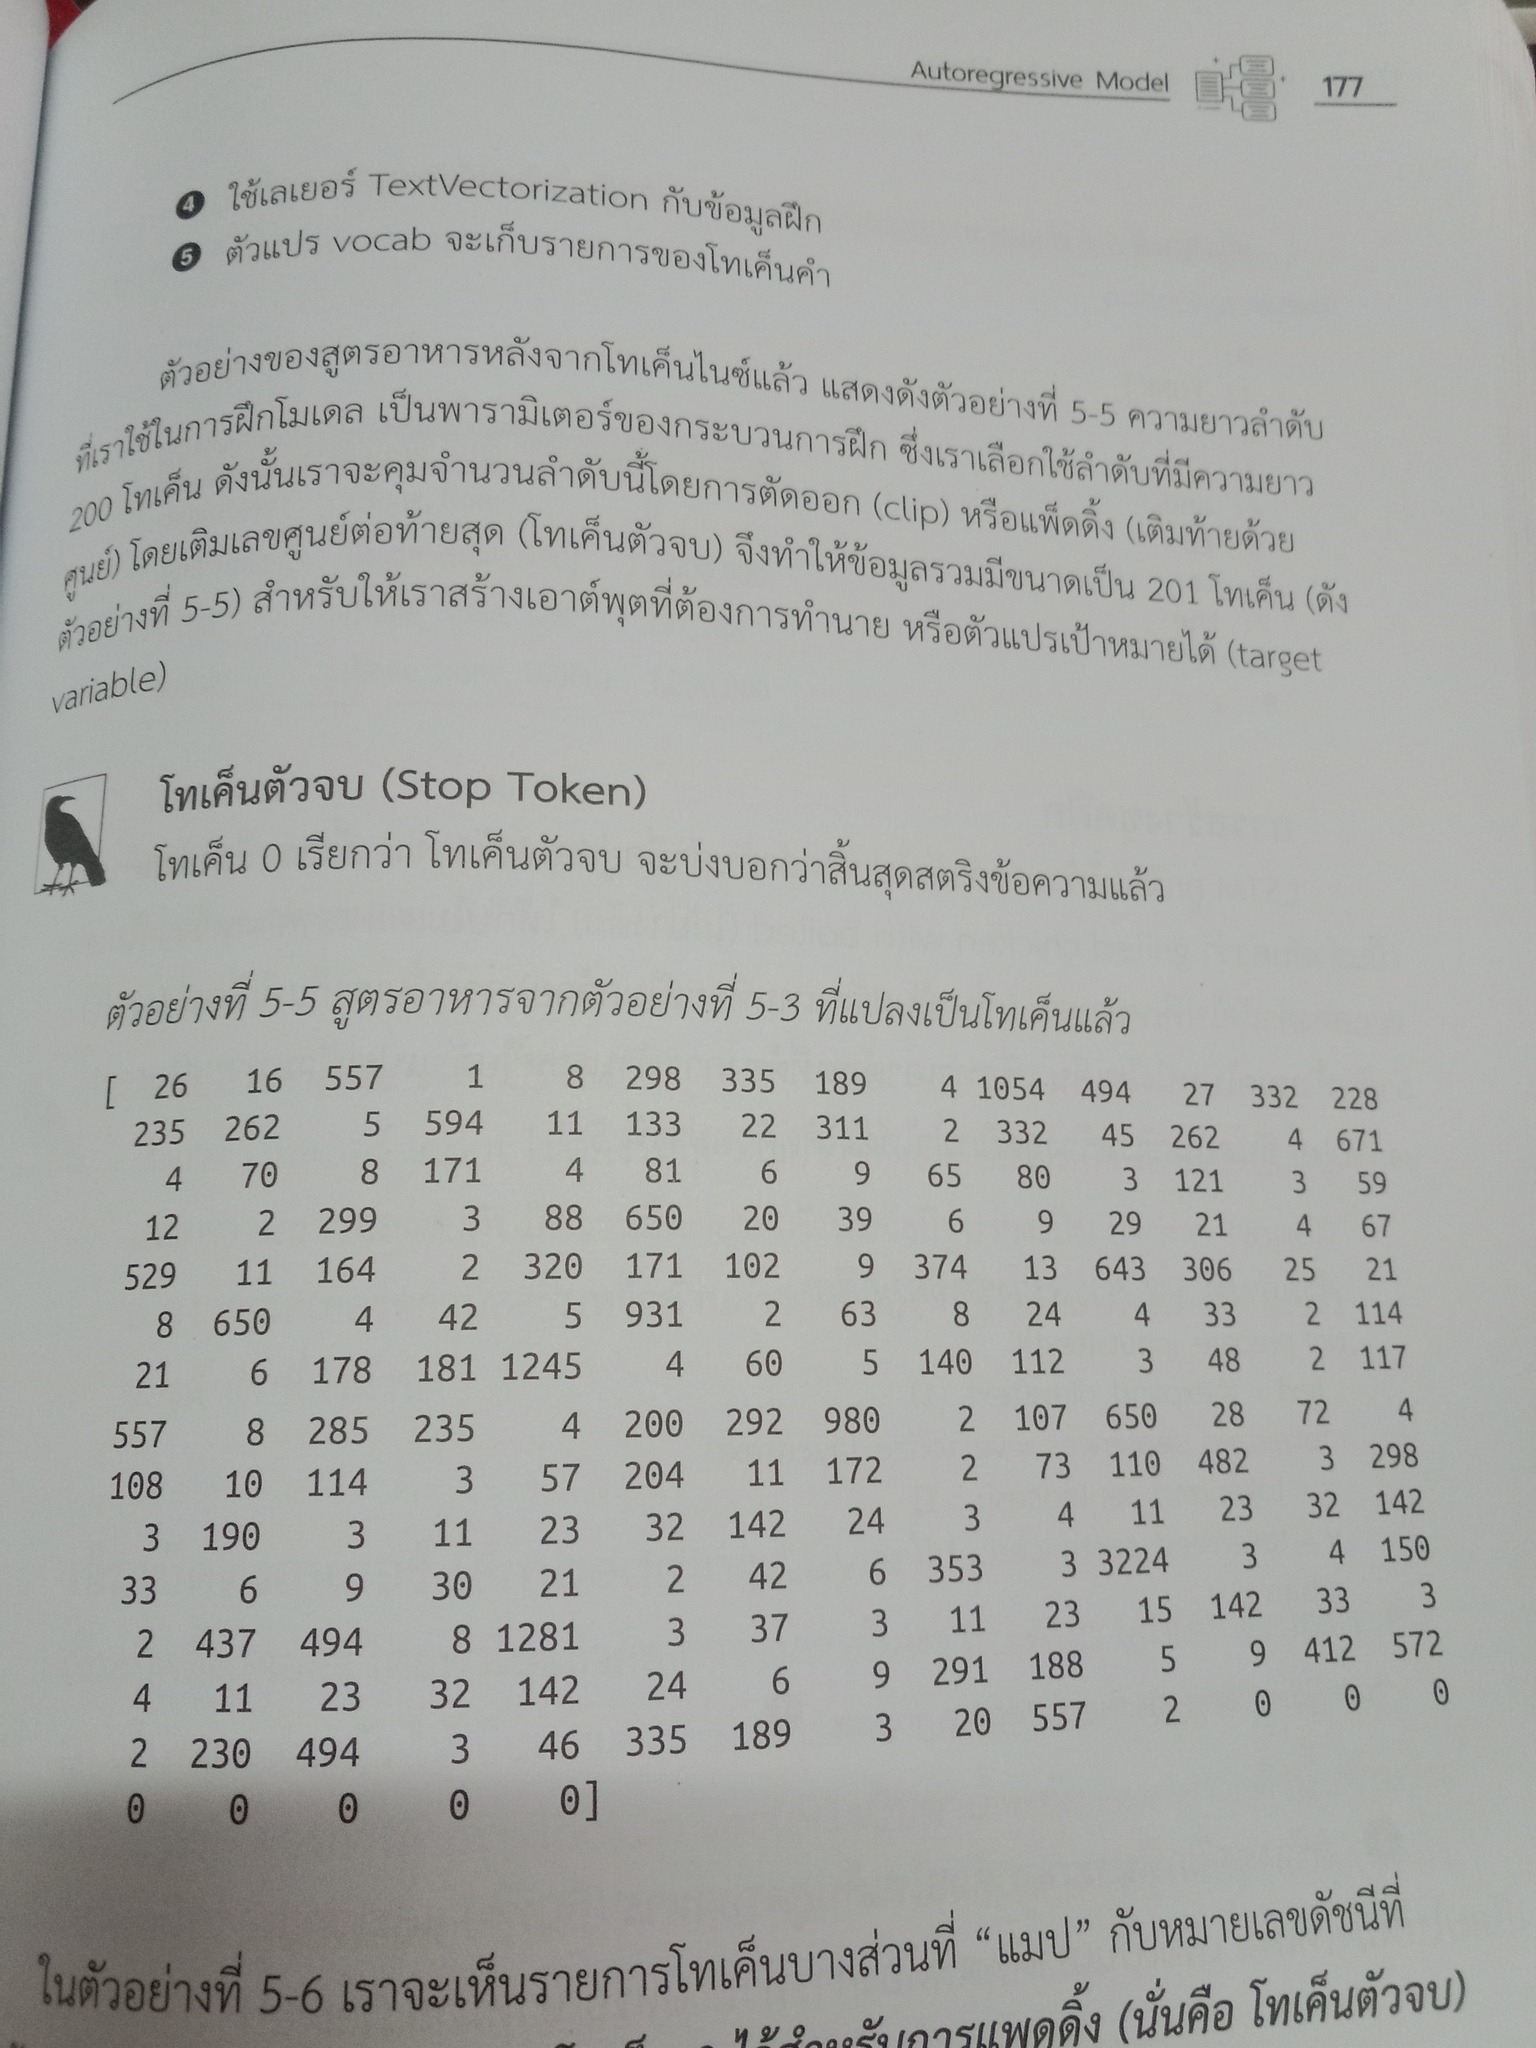 Autoregressive Model 177
4 ใช้เลเยอร์ TextVectorization กับข้อมูลฝึก
5 ตัวแปร vocab จะเก็บรายการของโทเค็นคำ
ตัวอย่างของสูตรอาหารหลังจากโทเค็นไนซ์แล้ว แสดงดังตัวอย่างที่ 5-5 ความยาวลำดับ
ที่เราใช้ในการฝึกโมเดล เป็นพารามิเตอร์ของกระบวนการฝึก ซึ่งเราเลือกใช้ลำดับที่มีความยาว
200 โทเค็น ดังนั้นเราจะคุมจำนวนลำดับนี้โดยการตัดออก (clip) หรือแพ็ดดิ้ง (เติมท้ายด้วย
ศูนย์) โดยเติมเลขศูนย์ต่อท้ายสุด (โทเค็นตัวจบ) จึงทำให้ข้อมูลรวมมีขนาดเป็น 201 โทเค็น (ดัง
ตัวอย่างที่ 5-5) สำหรับให้เราสร้างเอาต์พุตที่ต้องการทำนาย หรือตัวแปรเป้าหมายได้ (target
variable)
โทเค็นตัวจบ (Stop Token)
โทเค็น 0 เรียกว่า โทเค็นตัวจบ จะบ่งบอกว่าสิ้นสุดสตริงข้อความแล้ว
ตัวอย่างที่ 5-5 สูตรอาหารจากตัวอย่างที่ 5-3 ที่แปลงเป็นโทเค็นแล้ว
[ 26 16 557 1 8 298 335 189 4 1054 494 27 332 228
235 262 5 594 11 133 22 311 2 332 45 262 4 671
4 70 8 171 4 81 6 9 65 80 3 121 3 59
12 2 299 3 88 650 20 39 6 9 29 21 4 67
529 11 164 2 320 171 102 9 374 13 643 306 25 21
8 650 4 42 5 931 2 63 8 24 4 33 2 114
21 6 178 181 1245 4 60 5 140 112 3 48 2 117
557 8 285 235 4 200 292 980 2 107 650 28 72 4
108 10 114 3 57 204 11 172 2 73 110 482 3 298
3 190 3 11 23 32 142 24 3 4 11 23 32 142
33 6 9 30 21 2 42 6 353 3 3224 3 4 150
2 437 494 8 1281 3 37 3 11 23 15 142 33 3
4 11 23 32 142 24 6 9 291 188 5 9 412 572
2 230 494 3 46 335 189 3 20 557 2 0 0 0
0 0 0 0 0]
ในตัวอย่างที่ 5-6 เราจะเห็นรายการโทเค็นบางส่วนที่ “แมป” กับหมายเลขดัชนีที่
ได้สำหรับการแพดดิ้ง (นั่นคือ โทเค็นตัวจบ)